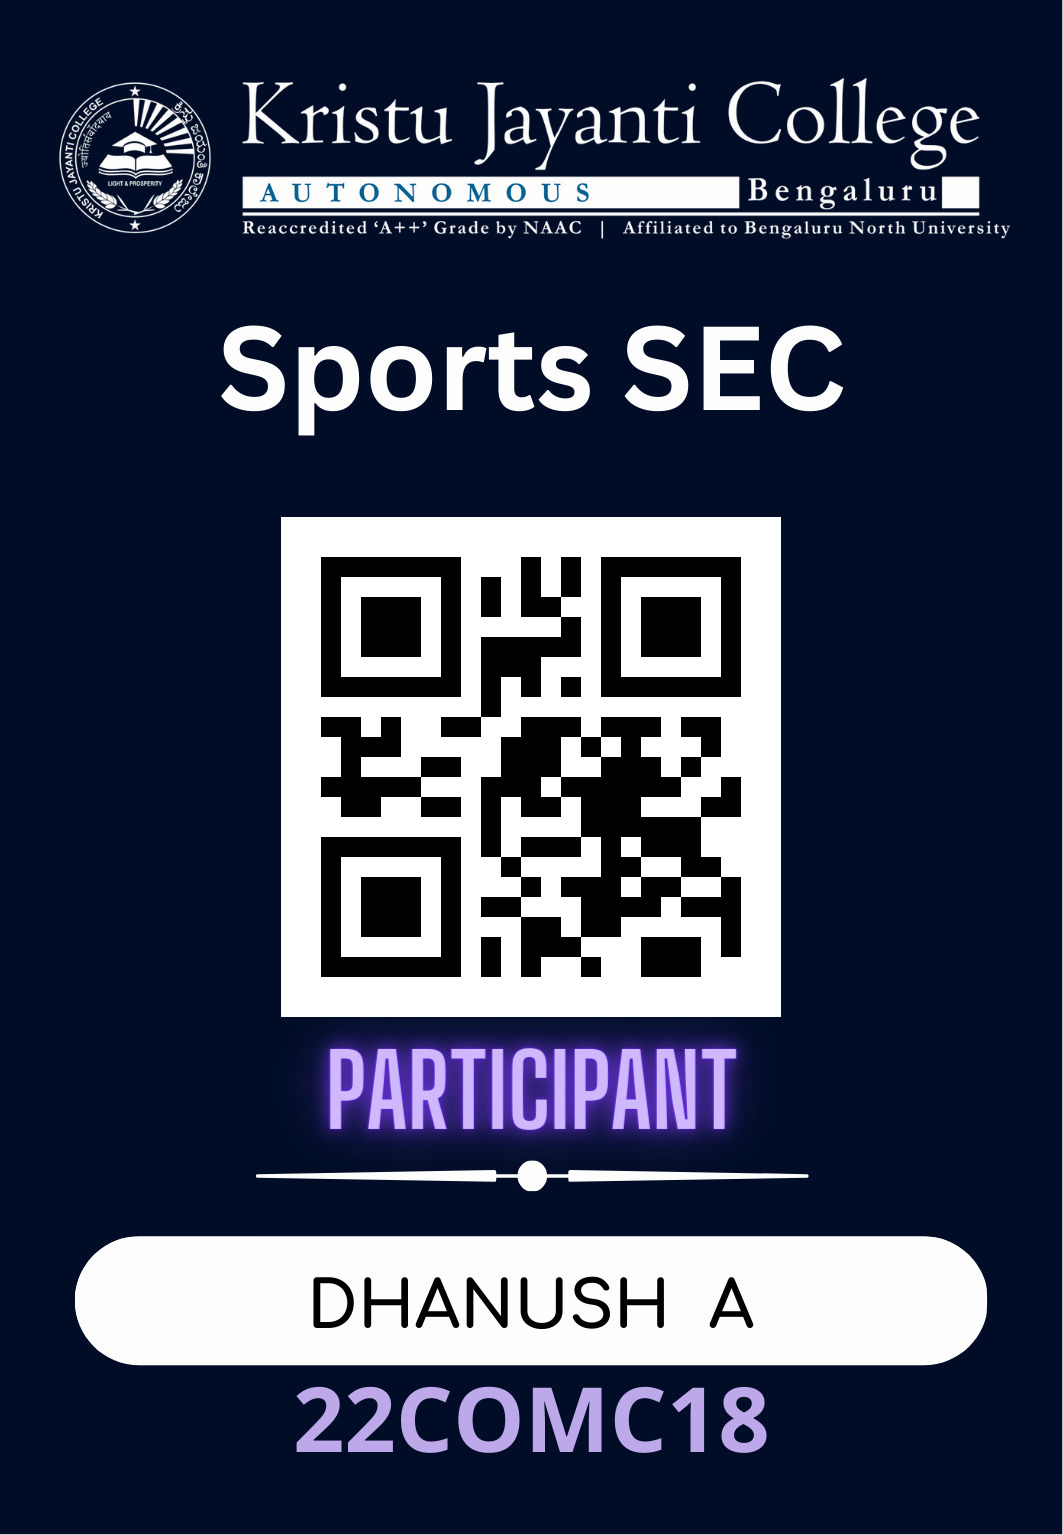 Kristu Jayanti College
AUTONOMOUS Bengaluru
Reaccredited ‘A++’ Grade by NAAC | Affiliated to Bengaluru North University
KRISTU JAYANTI COLLEGE
LIGHT & PROSPERITY
Sports SEC
PARTICIPANT
DHANUSH A
22COMC18